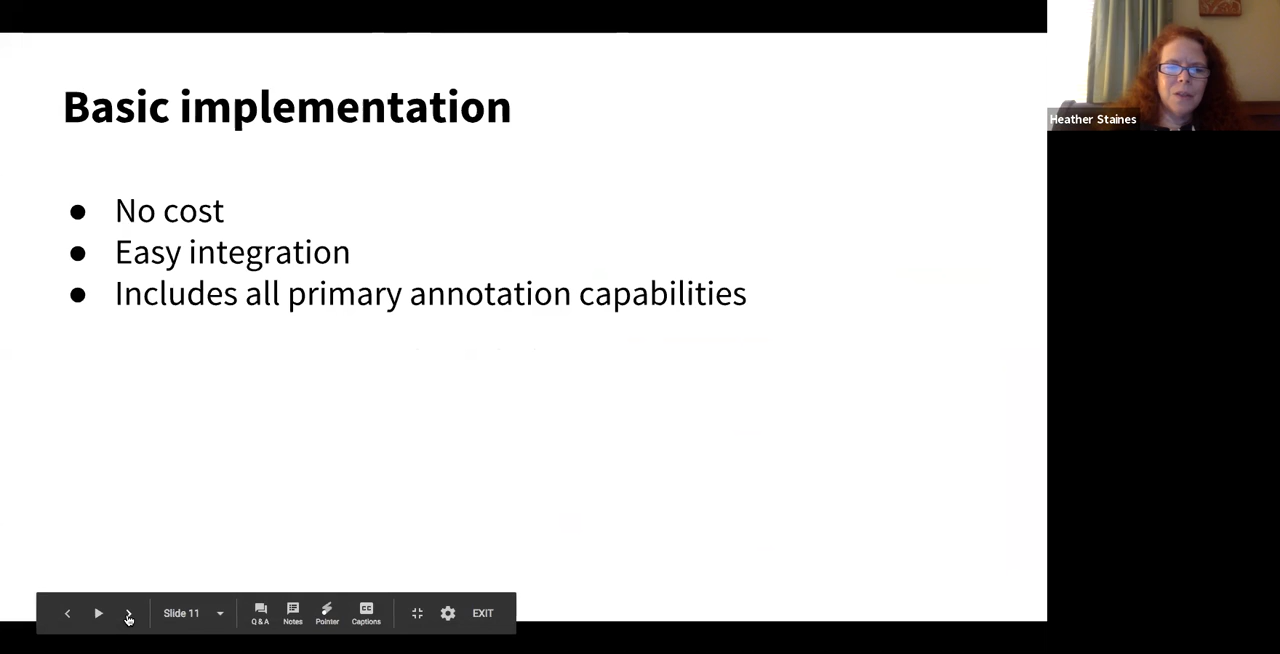 Basic implementation
● No cost
● Easy integration
● Includes all primary annotation capabilities
Heather Staines
Slide 11
Q & A
Notes
Pointer
CC
Captions
EXIT